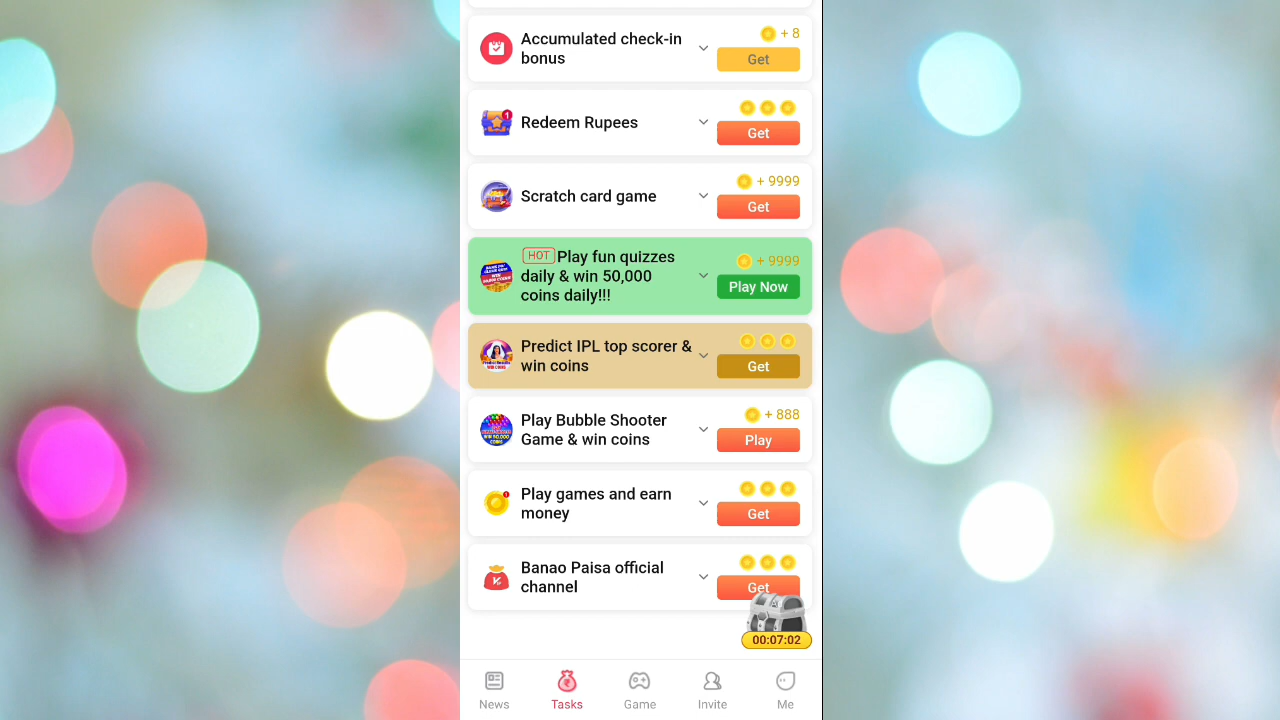 Accumulated check-in
bonus
+ 8
Get
1
Redeem Rupees
Get
Scratch card game
+ 9999
Get
HOT Play fun quizzes
daily & win 50,000
coins daily!!!
+ 9999
Play Now
Predict IPL top scorer &
win coins
Get
Play Bubble Shooter
Game & win coins
+ 888
Play
Play games and earn
money
Get
Banao Paisa official
channel
Get
00:07:02
News
Tasks
Game
Invite
Me